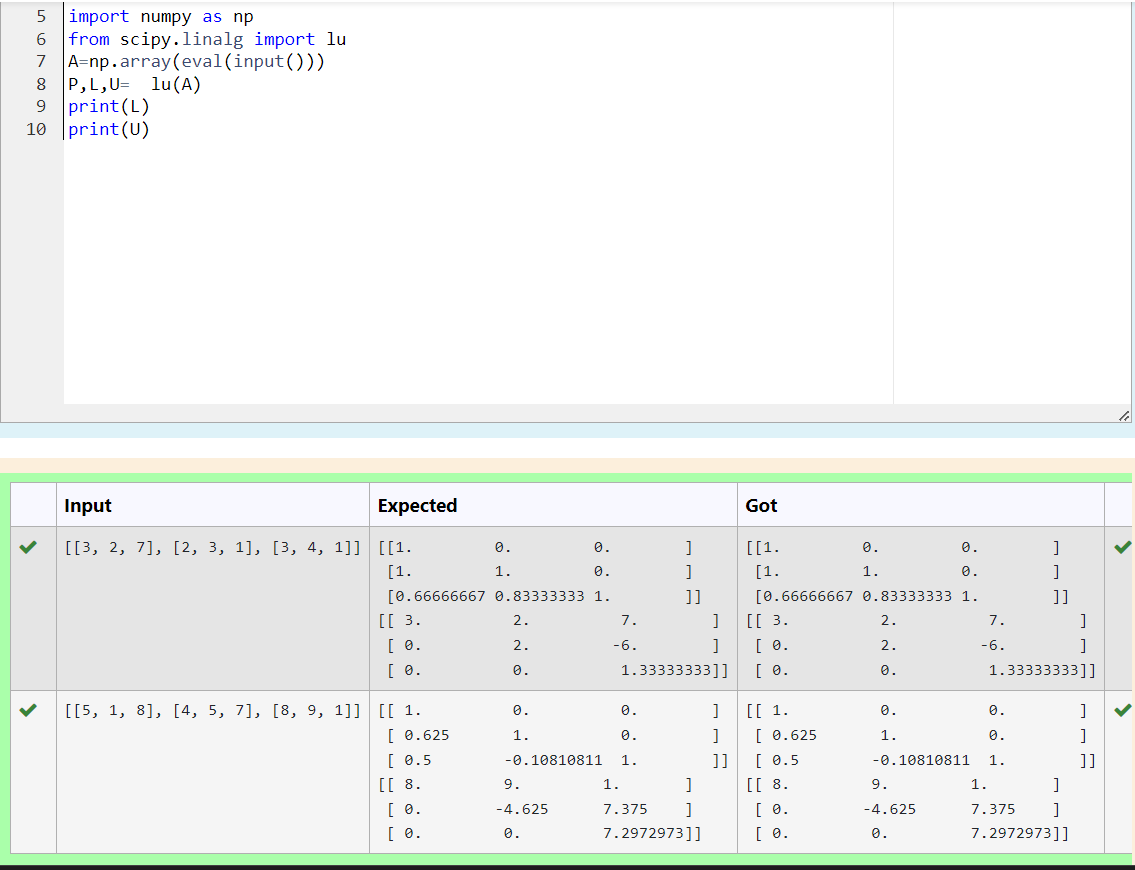 5 import numpy as np
6 from scipy.linalg import lu
7 A=np.array(eval(input()))
8 P,L,U=  lu(A)
9 print(L)
10 print(U)
Input Expected Got
[[3, 2, 7], [2, 3, 1], [3, 4, 1]] [[1.         0.         0.        ] [[1.         0.         0.        ]
[1.         1.         0.        ] [1.         1.         0.        ]
[0.66666667 0.83333333 1.        ]] [0.66666667 0.83333333 1.        ]]
[[ 3.          2.          7.        ] [[ 3.          2.          7.        ]
[ 0.          2.         -6.        ] [ 0.          2.         -6.        ]
[ 0.          0.          1.33333333]] [ 0.          0.          1.33333333]]
[[5, 1, 8], [4, 5, 7], [8, 9, 1]] [[ 1.          0.          0.        ] [[ 1.          0.          0.        ]
[ 0.625       1.          0.        ] [ 0.625       1.          0.        ]
[ 0.5        -0.10810811  1.        ]] [ 0.5        -0.10810811  1.        ]]
[[ 8.         9.         1.       ] [[ 8.         9.         1.       ]
[ 0.        -4.625      7.375    ] [ 0.        -4.625      7.375    ]
[ 0.         0.         7.2972973]] [ 0.         0.         7.2972973]]